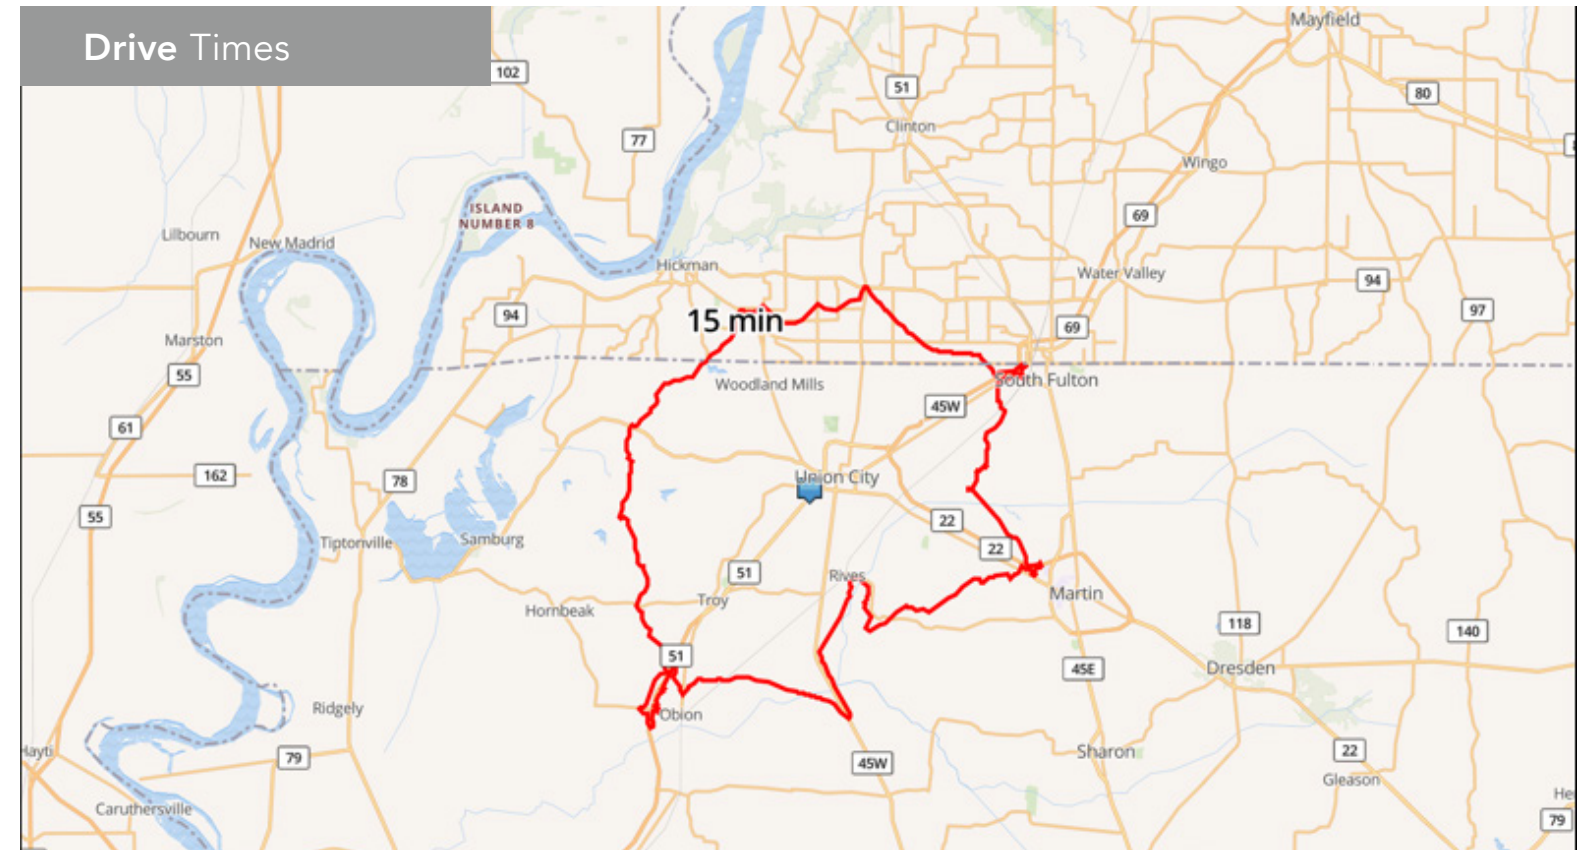 Drive Times
Mayfield
102
51
80
77
Clinton
Wingo
ISLAND
NUMBER 8
69
Lilbourn
New Madrid
Hickman
Water Valley
94
94
97
15 min
69
Marston
55
Woodland Mills
South Fulton
45W
61
162
78
Union City
55
22
Tiptonville
Samburg
22
51
Rives
Martin
Troy
Hornbeak
118
140
51
45E
Dresden
Ridgely
Obion
Hayti
79
45W
Sharon
22
Gleason
Caruthersville
79